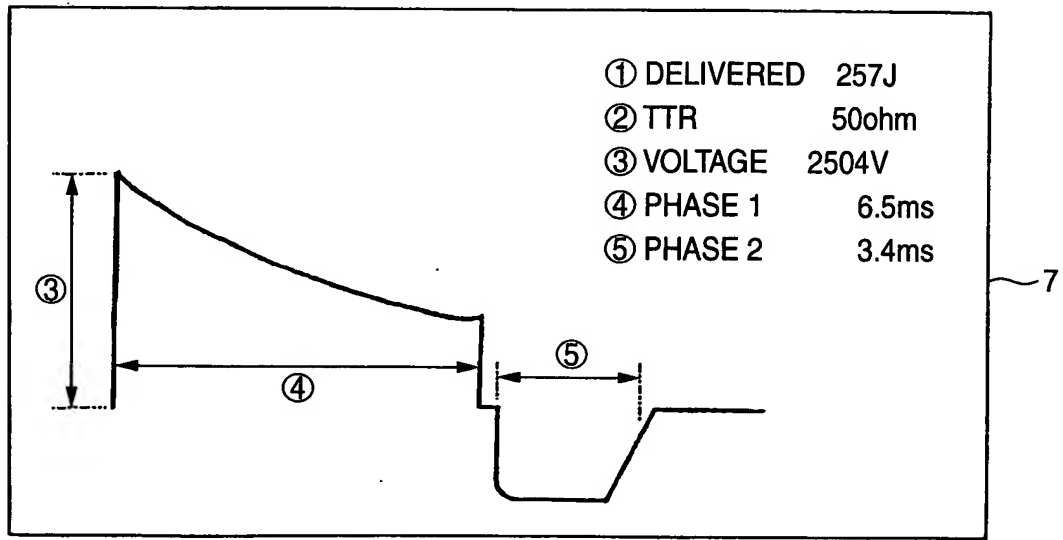 ① DELIVERED 257J
② TTR 50ohm
③ VOLTAGE 2504V
④ PHASE 1 6.5ms
⑤ PHASE 2 3.4ms
③
④
⑤
7